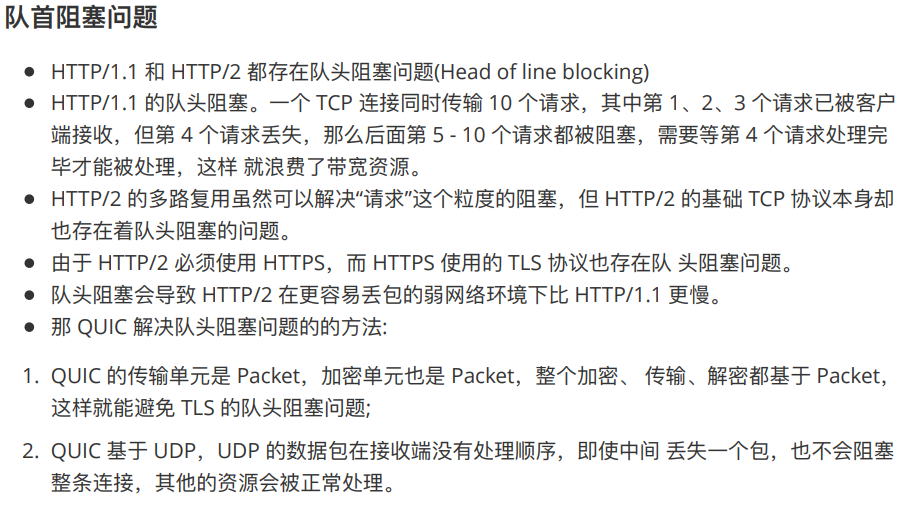 队首阻塞问题
HTTP/1.1 和 HTTP/2 都存在队头阻塞问题(Head of line blocking)
HTTP/1.1 的队头阻塞。一个 TCP 连接同时传输 10 个请求，其中第 1、2、3 个请求已被客户
端接收，但第 4 个请求丢失，那么后面第 5 - 10 个请求都被阻塞，需要等第 4 个请求处理完
毕才能被处理，这样 就浪费了带宽资源。
HTTP/2 的多路复用虽然可以解决“请求”这个粒度的阻塞，但 HTTP/2 的基础 TCP 协议本身却
也存在着队头阻塞的问题。
由于 HTTP/2 必须使用 HTTPS，而 HTTPS 使用的 TLS 协议也存在队 头阻塞问题。
队头阻塞会导致 HTTP/2 在更容易丢包的弱网络环境下比 HTTP/1.1 更慢。
那 QUIC 解决队头阻塞问题的的方法:
1. QUIC 的传输单元是 Packet，加密单元也是 Packet，整个加密、 传输、解密都基于 Packet，
这样就能避免 TLS 的队头阻塞问题;
2. QUIC 基于 UDP，UDP 的数据包在接收端没有处理顺序，即使中间 丢失一个包，也不会阻塞
整条连接，其他的资源会被正常处理。